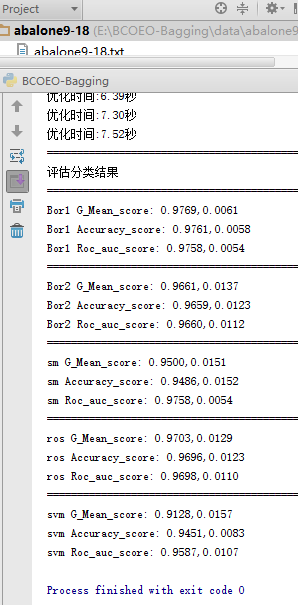 Project
abalone9-18 (E:\BCOEO-Bagging\data\abalone9
abalone9-18.txt
BCOEO-Bagging
优化时间:6.39秒
优化时间:7.30秒
优化时间:7.52秒
评估分类结果
Bor1 G_Mean_score: 0.9769,0.0061
Bor1 Accuracy_score: 0.9761,0.0058
Bor1 Roc_auc_score: 0.9758,0.0054
Bor2 G_Mean_score: 0.9661,0.0137
Bor2 Accuracy_score: 0.9659,0.0123
Bor2 Roc_auc_score: 0.9660,0.0112
sm G_Mean_score: 0.9500,0.0151
sm Accuracy_score: 0.9486,0.0152
sm Roc_auc_score: 0.9758,0.0054
ros G_Mean_score: 0.9703,0.0129
ros Accuracy_score: 0.9696,0.0123
ros Roc_auc_score: 0.9698,0.0110
svm G_Mean_score: 0.9128,0.0157
svm Accuracy_score: 0.9451,0.0083
svm Roc_auc_score: 0.9587,0.0107
Process finished with exit code 0